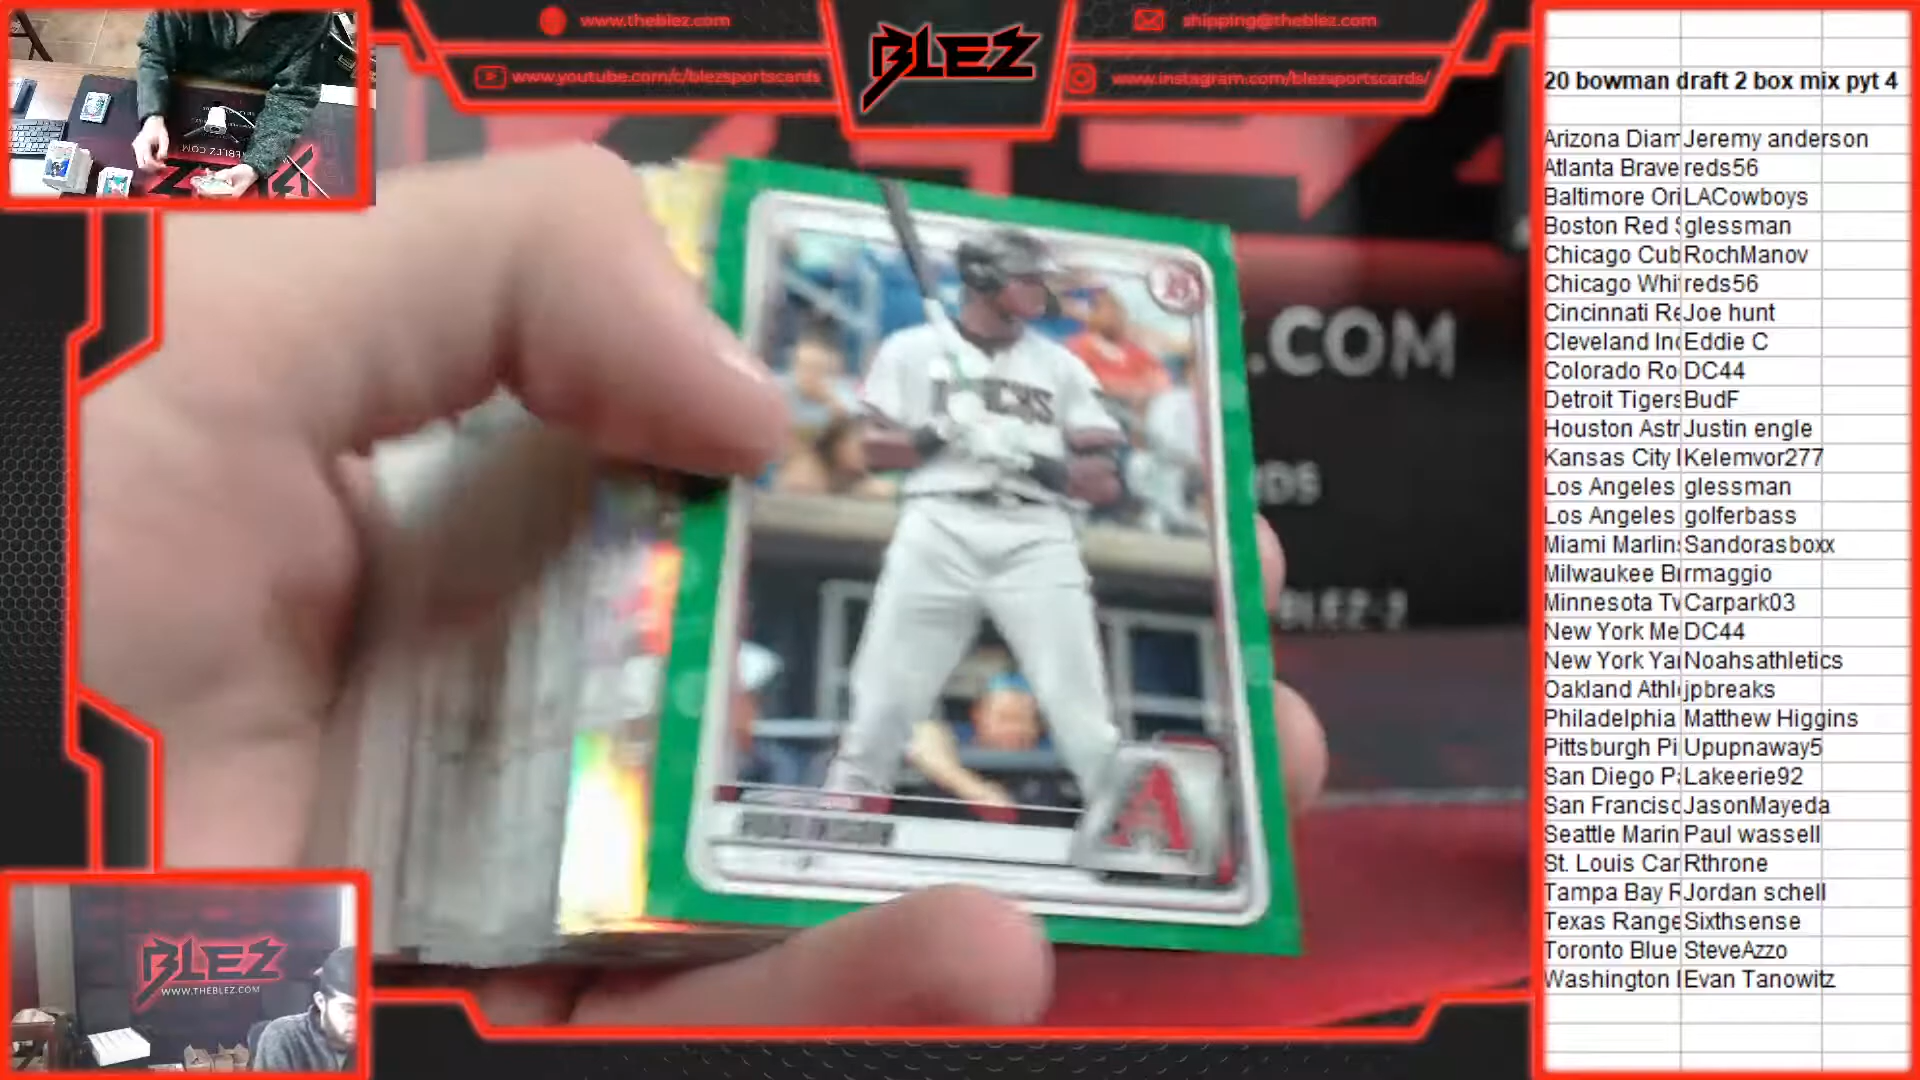 www.theblez.com
shipping@theblez.com
BLEZ
www.youtube.com/c/blezsportscards
www.instagram.com/blezsportscards/
20 bowman draft 2 box mix pyt 4
Arizona Diam Jeremy anderson
Atlanta Brave reds56
Baltimore Ori LACowboys
Boston Red S glessman
Chicago Cub RochManov
Chicago Whi reds56
Cincinnati Re Joe hunt
Cleveland Ind Eddie C
Colorado Ro DC44
Detroit Tigers BudF
Houston Astr Justin engle
Kansas City Kelemvor277
Los Angeles glessman
Los Angeles golferbass
Miami Marlin Sandorasboxx
Milwaukee Br rmaggio
Minnesota Tw Carpark03
New York Me DC44
New York Yan Noahsathletics
Oakland Athl jpbreaks
Philadelphia Matthew Higgins
Pittsburgh Pi Upupnaway5
San Diego P Lakeerie92
San Francisc JasonMayeda
Seattle Marin Paul wassell
St. Louis Car Rthrone
Tampa Bay R Jordan schell
Texas Range Sixthsense
Toronto Blue SteveAzzo
Washington Evan Tanowitz
.COM
BLEZ-2
A
BLEZ
WWW.THEBLEZ.COM